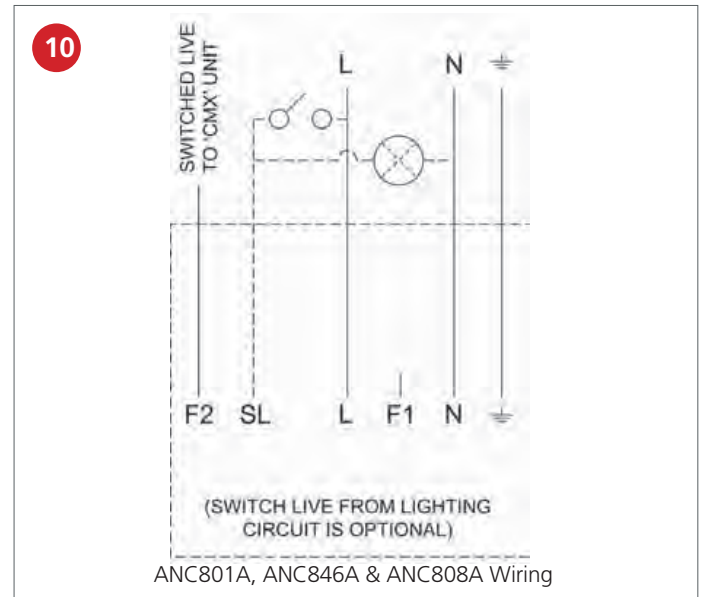 10
SWITCHED LIVE
TO 'CMX' UNIT
L N
F2 SL L F1 N
(SWITCH LIVE FROM LIGHTING
CIRCUIT IS OPTIONAL)
ANC801A, ANC846A & ANC808A Wiring